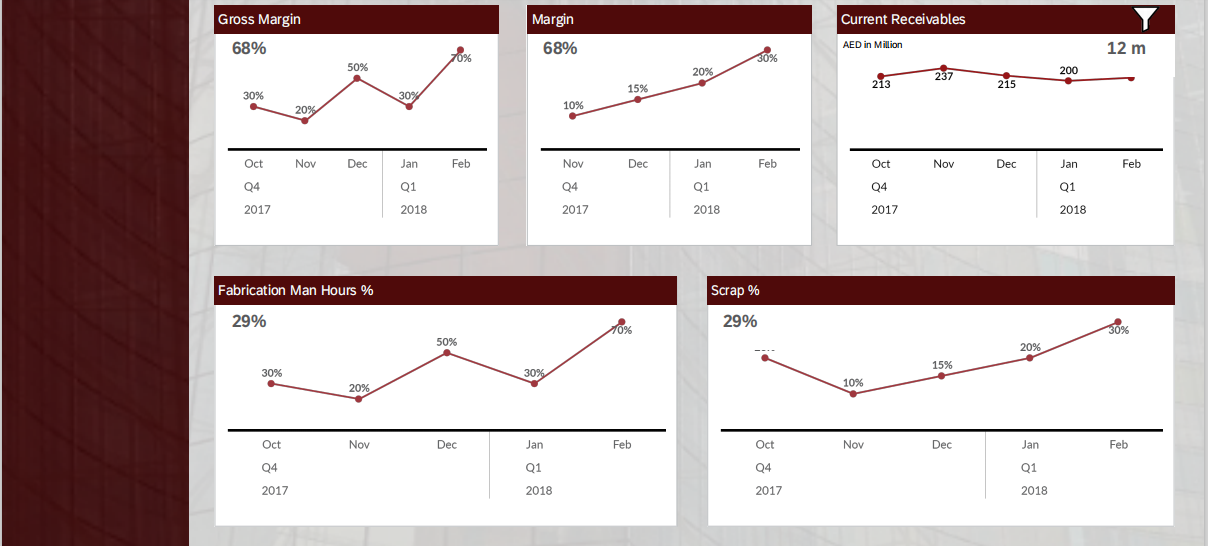 Gross Margin
68%
30%
20%
50%
30%
70%
Oct Nov Dec Jan Feb
Q4 Q1
2017 2018
Margin
68%
10%
15%
20%
30%
Nov Dec Jan Feb
Q4 Q1
2017 2018
Current Receivables
AED in Million
12 m
213
237
215
200
Oct Nov Dec Jan Feb
Q4 Q1
2017 2018
Fabrication Man Hours %
29%
30%
20%
50%
30%
70%
Oct Nov Dec Jan Feb
Q4 Q1
2017 2018
Scrap %
29%
10%
15%
20%
30%
Oct Nov Dec Jan Feb
Q4 Q1
2017 2018